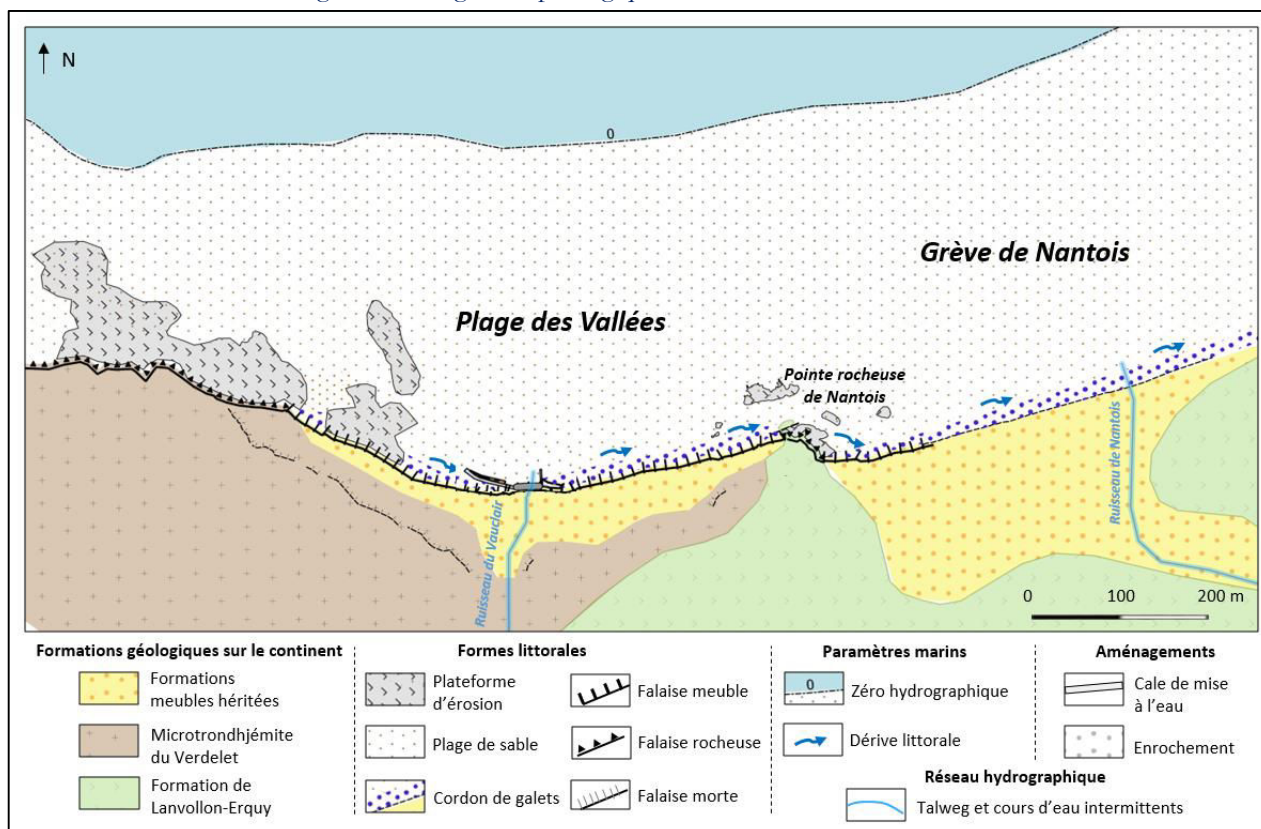 N
0
Grève de Nantois
Plage des Vallées
Pointe rocheuse
de Nantois
Ruisseau du Vauclair
Ruisseau de Nantois
0 100 200 m
Formations géologiques sur le continent
Formations
meubles héritées
Microtrondhjémite
du Verdelet
Formation de
Lanvollon-Erquy
Formes littorales
Plateforme
d’érosion
Plage de sable
Cordon de galets
Falaise meuble
Falaise rocheuse
Falaise morte
Paramètres marins
0
Zéro hydrographique
Dérive littorale
Aménagements
Cale de mise
à l’eau
Enrochement
Réseau hydrographique
Talweg et cours d’eau intermittents